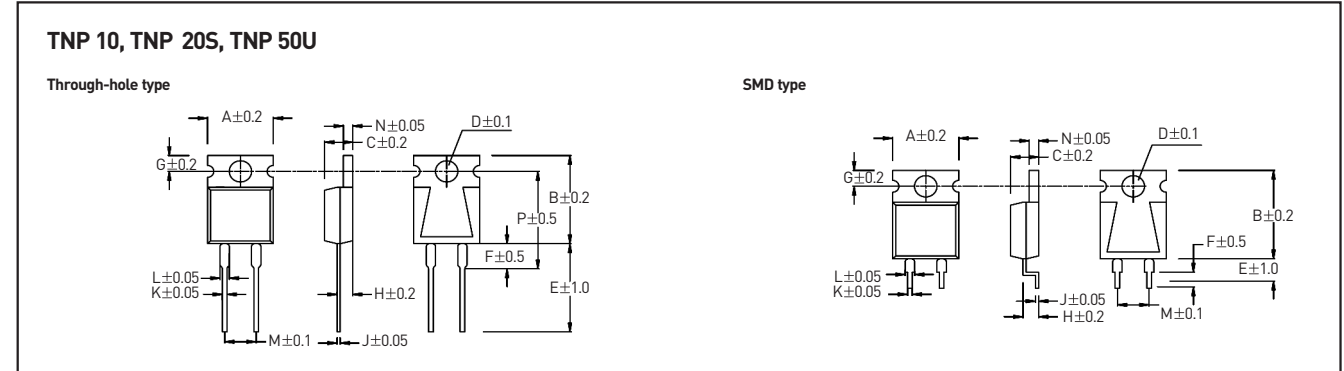 TNP 10, TNP 20S, TNP 50U
Through-hole type
A±0.2
N±0.05
C±0.2
D±0.1
G±0.2
B±0.2
P±0.5
F±0.5
L±0.05
K±0.05
H±0.2
E±1.0
M±0.1
J±0.05
SMD type
A±0.2
N±0.05
C±0.2
D±0.1
G±0.2
B±0.2
F±0.5
E±1.0
L±0.05
K±0.05
J±0.05
H±0.2
M±0.1